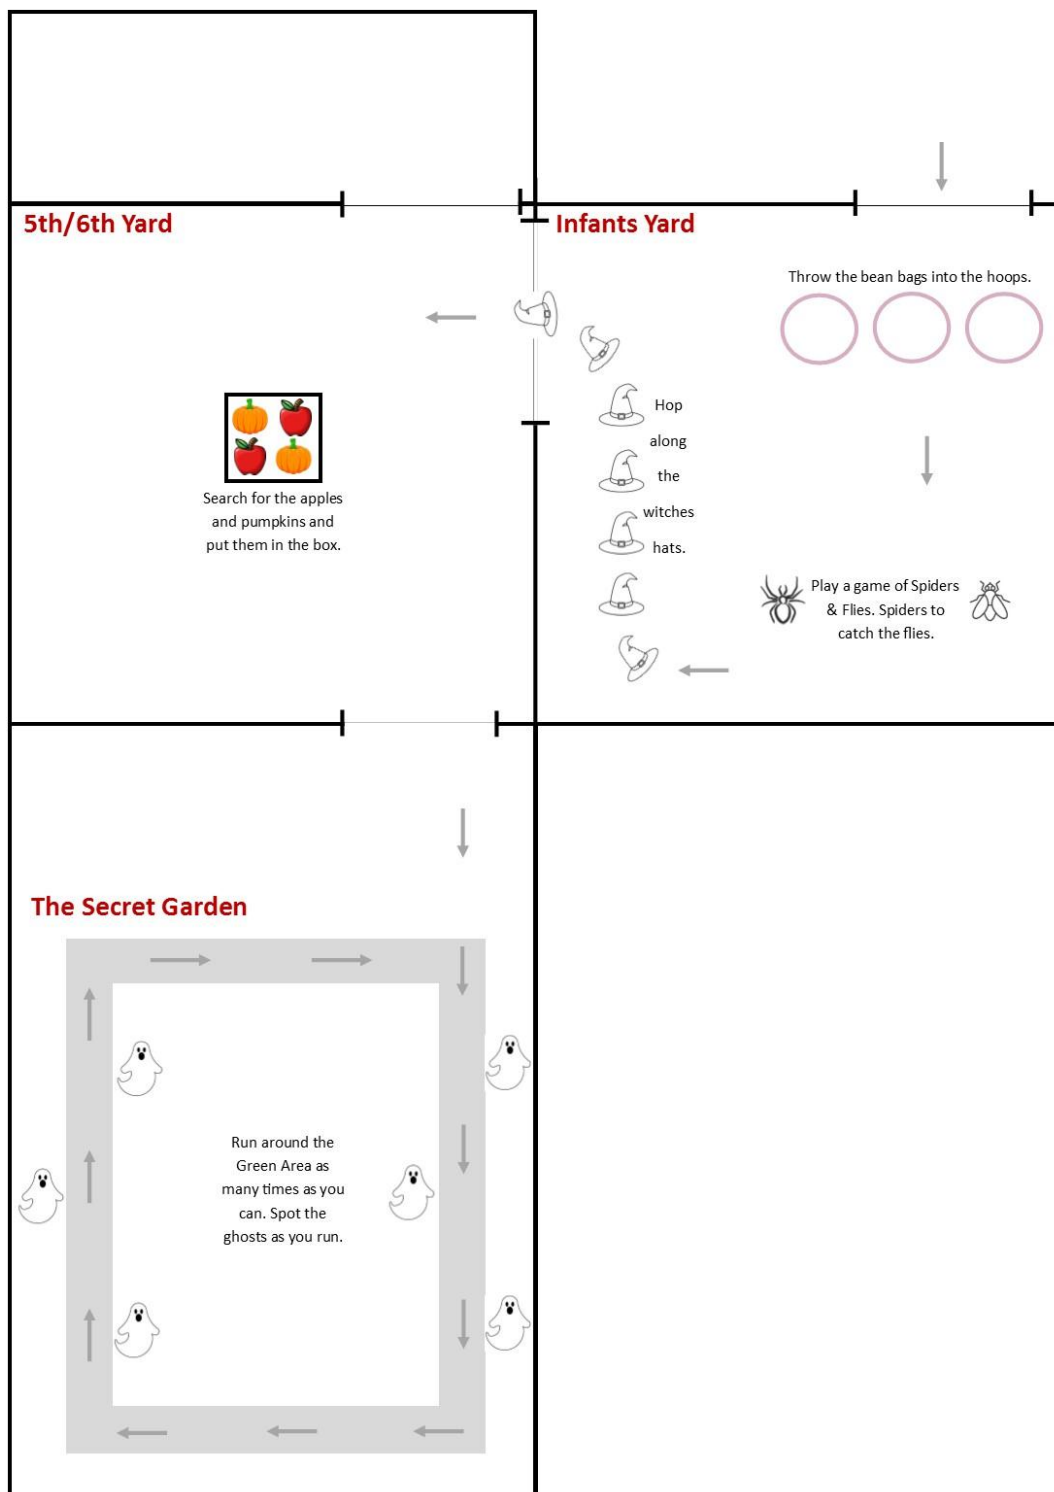 5th/6th Yard
Infants Yard
Throw the bean bags into the hoops.
Hop
along
the
witches
hats.
Search for the apples
and pumpkins and
put them in the box.
Play a game of Spiders
& Flies. Spiders to
catch the flies.
The Secret Garden
Run around the
Green Area as
many times as you
can. Spot the
ghosts as you run.